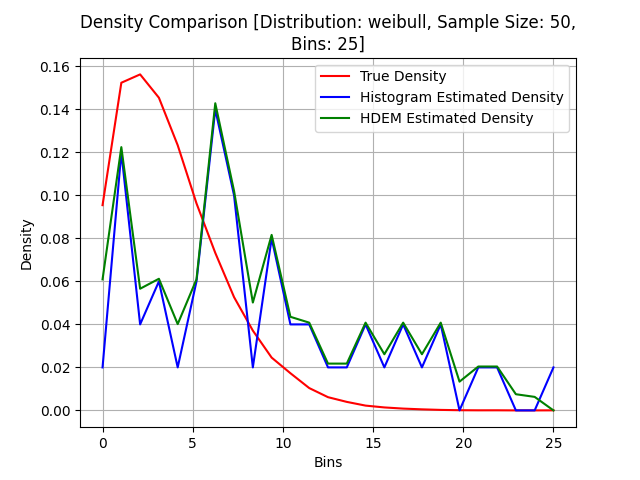 Density Comparison [Distribution: weibull, Sample Size: 50,
Bins: 25]
True Density
Histogram Estimated Density
HDEM Estimated Density
Density
0.16
0.14
0.12
0.10
0.08
0.06
0.04
0.02
0.00
0
5
10
15
20
25
Bins